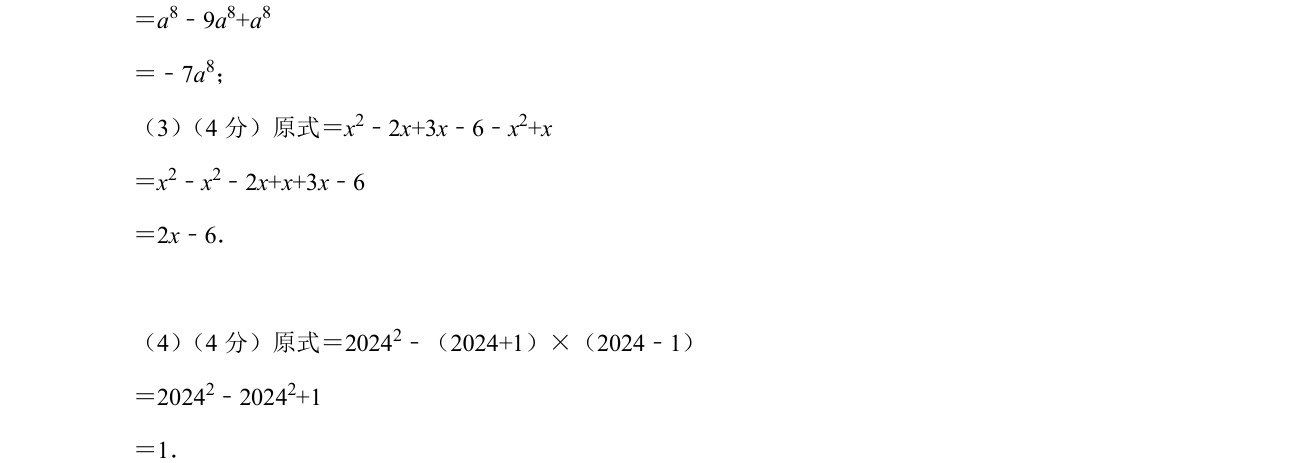 ＝a⁸﹣9a⁸+a⁸
＝﹣7a⁸；
（3）（4 分）原式＝x²﹣2x+3x﹣6﹣x²+x
＝x²﹣x²﹣2x+x+3x﹣6
＝2x﹣6．
（4）（4 分）原式＝2024²﹣（2024+1）×（2024﹣1）
＝2024²﹣2024²+1
＝1．